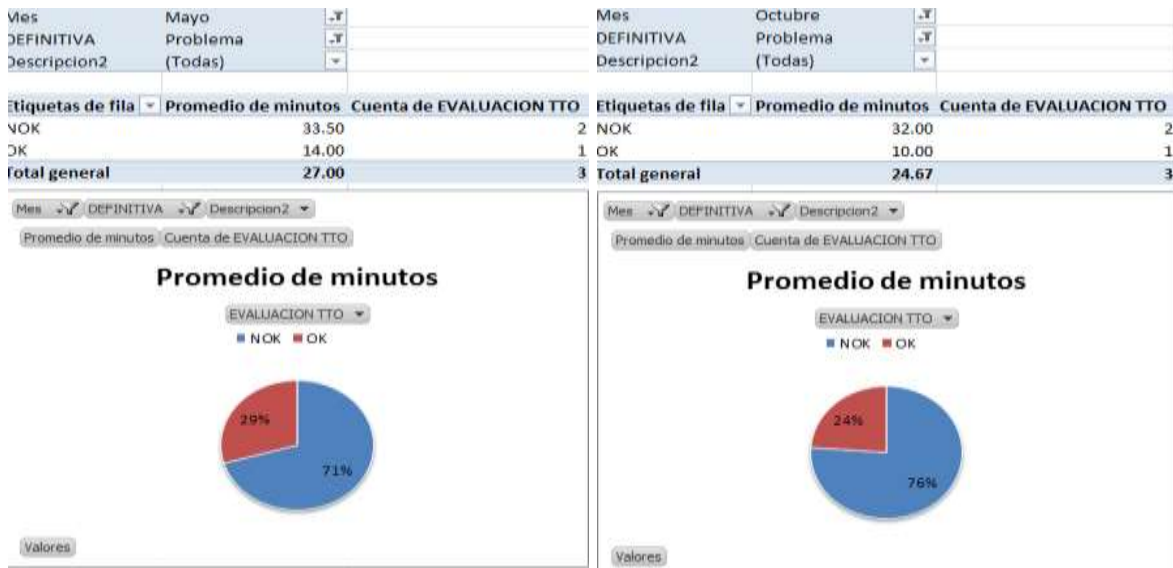 Mes Mayo
DEFINITIVA Problema
Descripcion2 (Todas)
Etiquetas de fila Promedio de minutos Cuenta de EVALUACION TTO
NOK 33.50 2
OK 14.00 1
Total general 27.00 3
Mes DEFINITIVA Descripcion2
Promedio de minutos Cuenta de EVALUACION TTO
Promedio de minutos
EVALUACION TTO
NOK OK
29%
71%
Valores
Mes Octubre
DEFINITIVA Problema
Descripcion2 (Todas)
Etiquetas de fila Promedio de minutos Cuenta de EVALUACION TTO
NOK 32.00 2
OK 10.00 1
Total general 24.67 3
Mes DEFINITIVA Descripcion2
Promedio de minutos Cuenta de EVALUACION TTO
Promedio de minutos
EVALUACION TTO
NOK OK
24%
76%
Valores